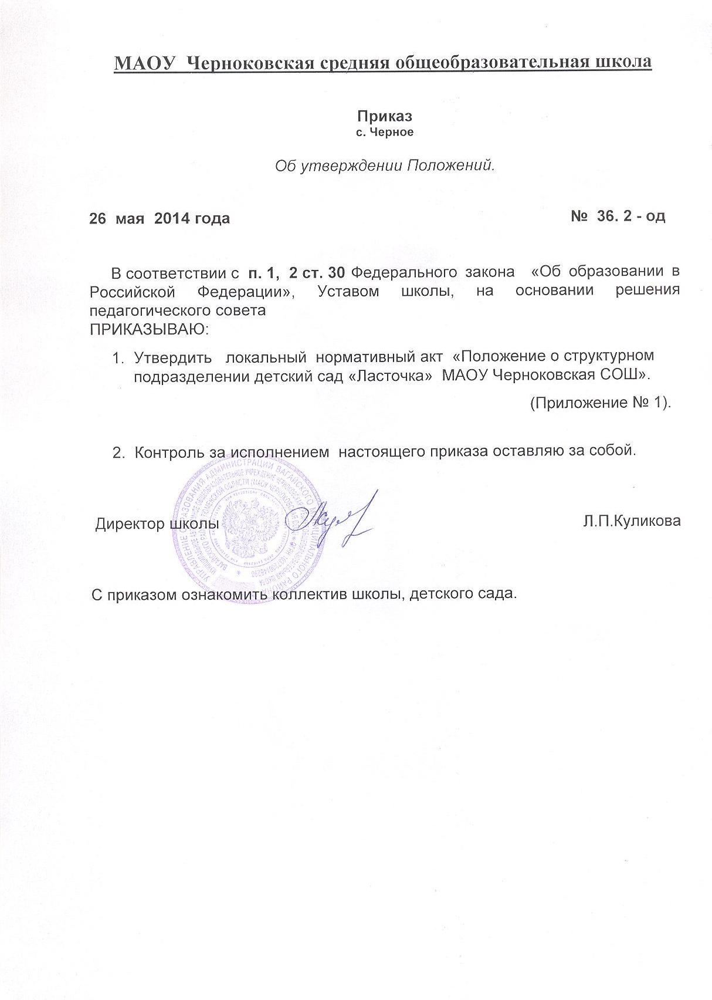 МАОУ Черноковская средняя общеобразовательная школа
Приказ
с. Черное
Об утверждении Положений.
26 мая 2014 года № 36. 2 - од
В соответствии с п. 1, 2 ст. 30 Федерального закона «Об образовании в
Российской Федерации», Уставом школы, на основании решения
педагогического совета
ПРИКАЗЫВАЮ:
1. Утвердить локальный нормативный акт «Положение о структурном
подразделении детский сад «Ласточка» МАОУ Черноковская СОШ».
(Приложение № 1).
2. Контроль за исполнением настоящего приказа оставляю за собой.
УПРАВЛЕНИЕ ОБРАЗОВАНИЯ АДМИНИСТРАЦИИ ВАГАЙСКОГО МУНИЦИПАЛЬНОГО РАЙОНА
Директор школы Л.П.Куликова
С приказом ознакомить коллектив школы, детского сада.